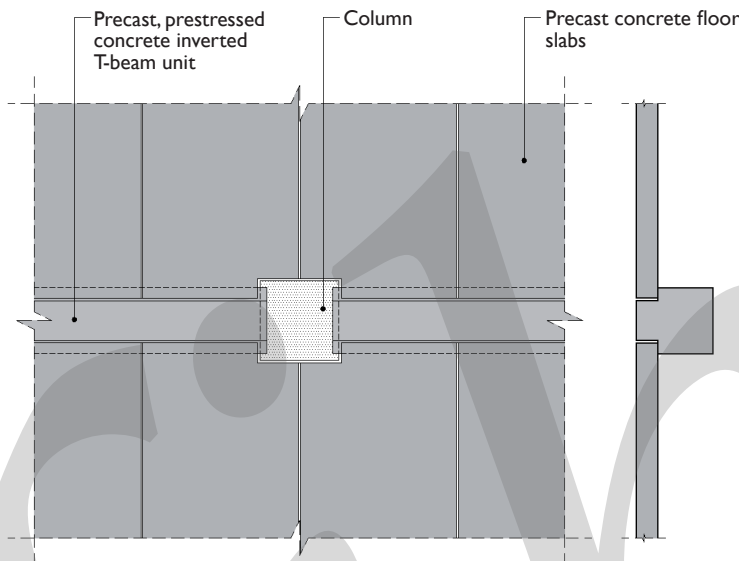 Precast, prestressed
concrete inverted
T-beam unit
Column
Precast concrete floor
slabs